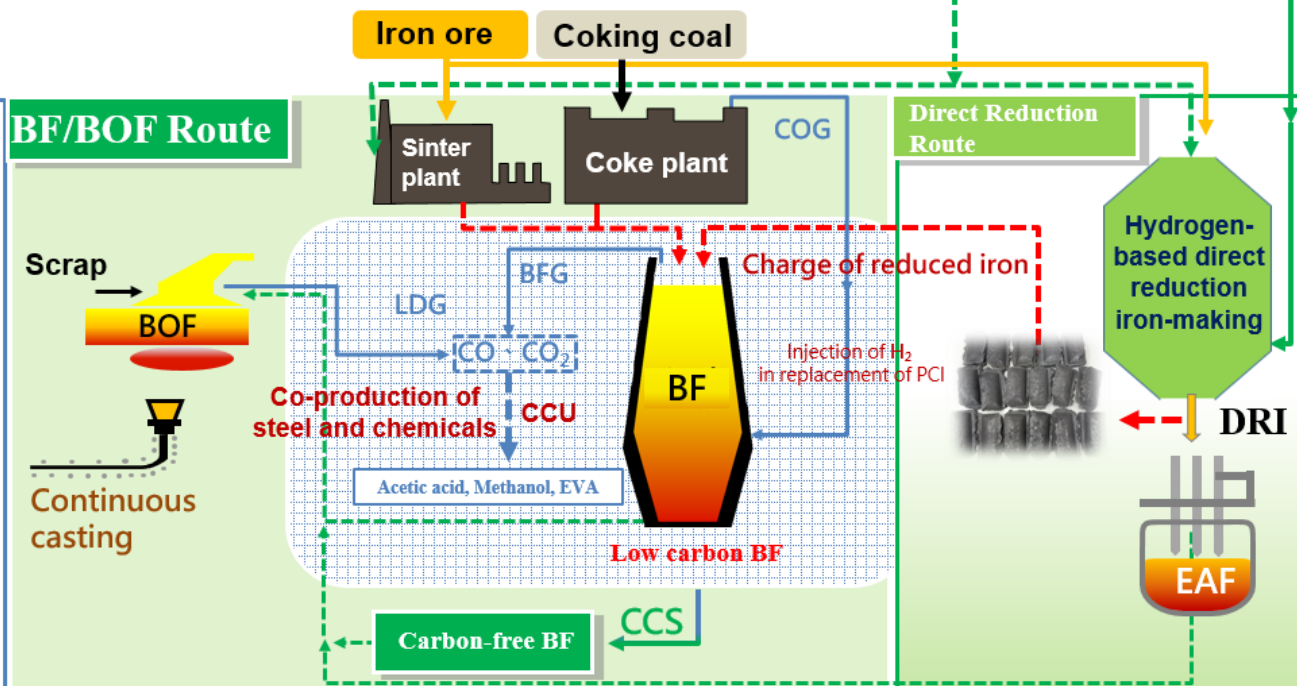 Iron ore
Coking coal
BF/BOF Route
Sinter
plant
Coke plant
COG
Direct Reduction
Route
Hydrogen-
based direct
reduction
iron-making
Scrap
BOF
LDG
BFG
CO、CO₂
Charge of reduced iron
Injection of H₂
in replacement of PCI
BF
Co-production of
steel and chemicals
CCU
Acetic acid, Methanol, EVA
Continuous
casting
Low carbon BF
DRI
EAF
CCS
Carbon-free BF